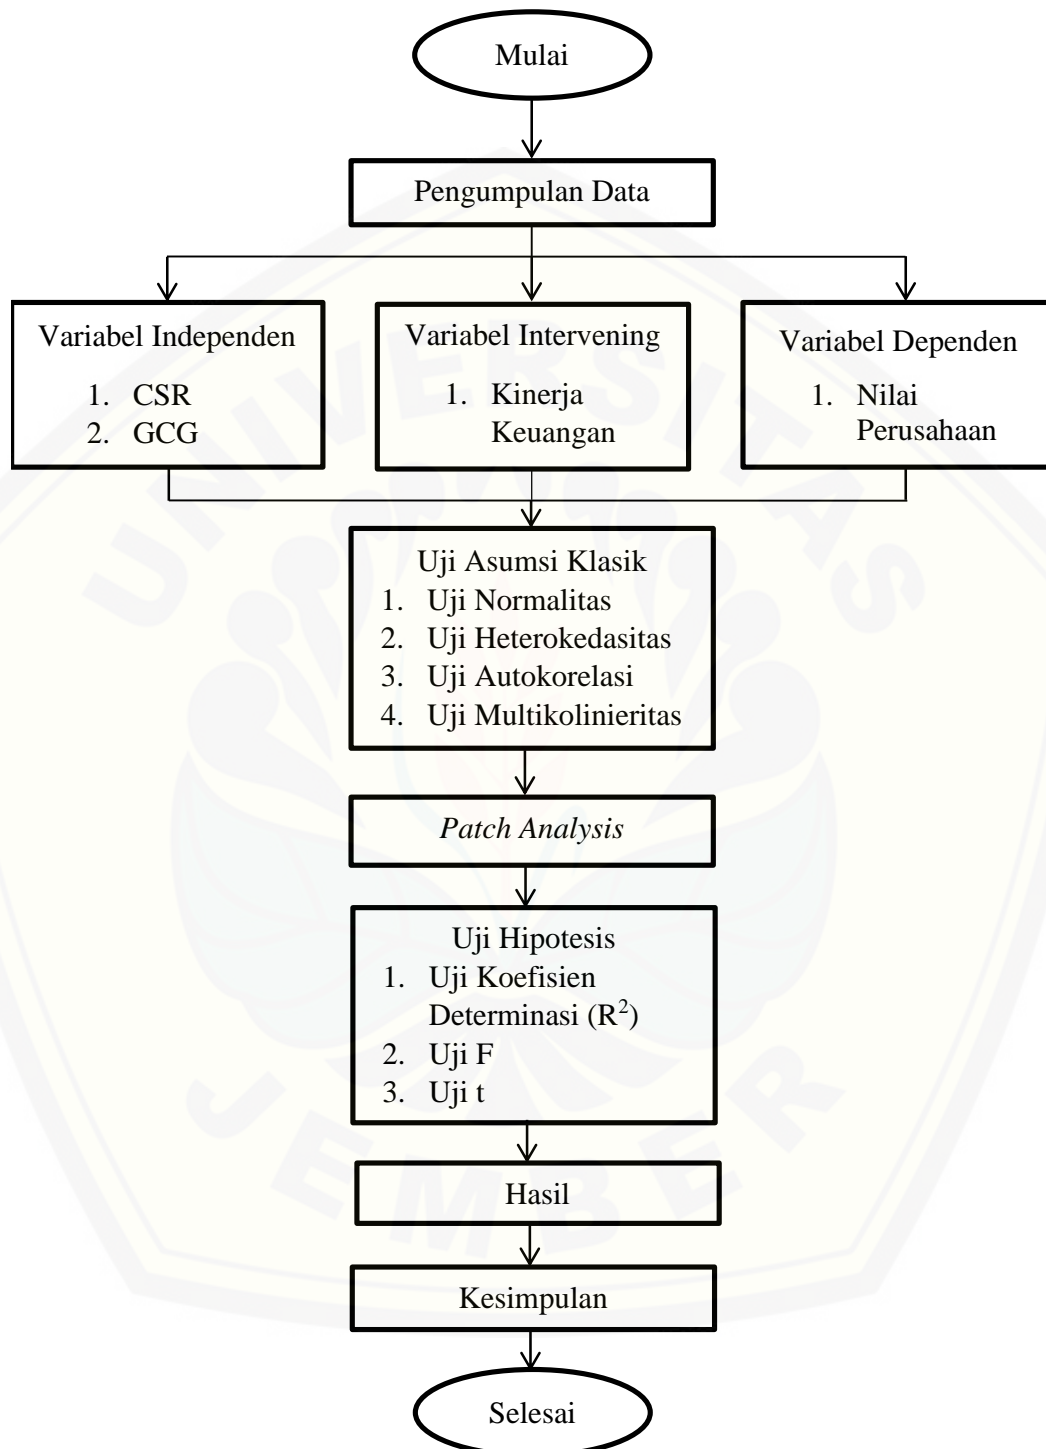 Mulai
Pengumpulan Data
Variabel Independen
1. CSR
2. GCG
Variabel Intervening
1. Kinerja
Keuangan
Variabel Dependen
1. Nilai
Perusahaan
Uji Asumsi Klasik
1. Uji Normalitas
2. Uji Heterokedasitas
3. Uji Autokorelasi
4. Uji Multikolinieritas
Patch Analysis
Uji Hipotesis
1. Uji Koefisien
Determinasi (R²)
2. Uji F
3. Uji t
Hasil
Kesimpulan
Selesai
UNIVERSITAS
JEMBER